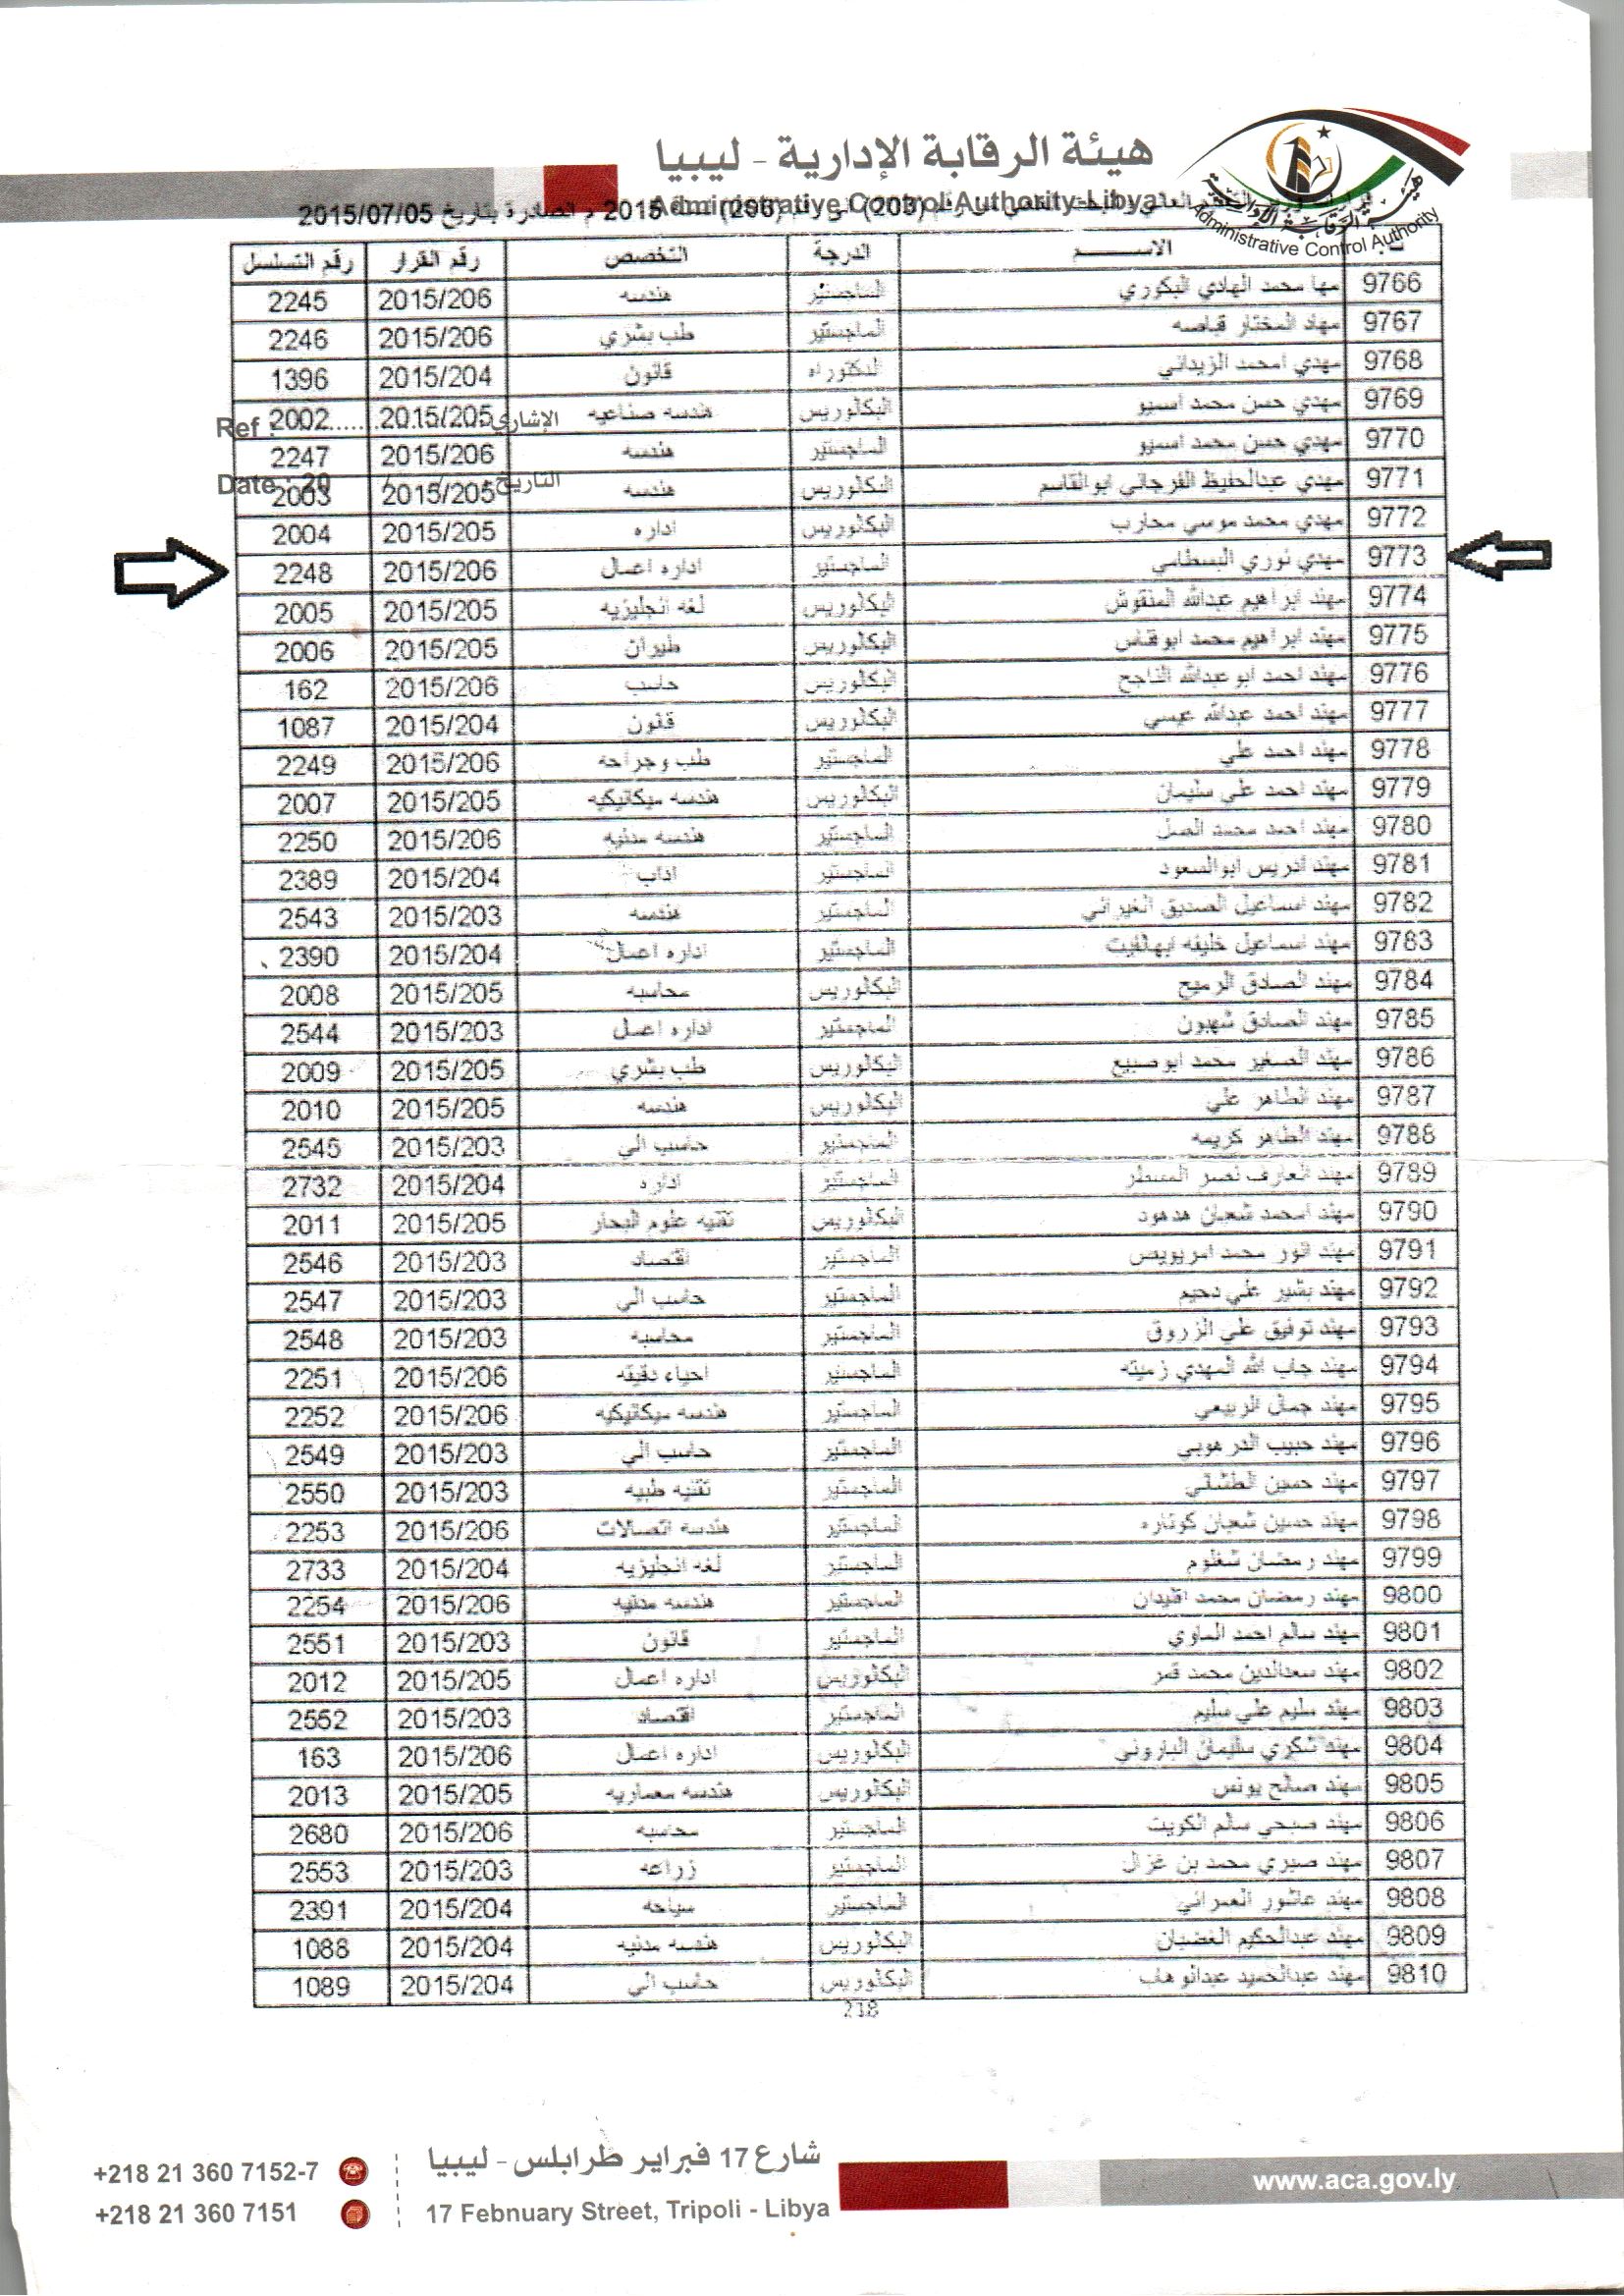 هيئة الرقابة الإدارية - ليبيا
Administrative Control Authority-Libya
هيئة الرقابة الإدارية
Administrative Control Authority
(203) (206) 2015 م الصادرة بتاريخ 2015/07/05
الاســـــم الدرجة التخصص رقم القرار رقم التسلسل
9766 مها محمد الهادي البكوري الماجستير هندسه 2015/206 2245
9767 مهاد المختار قباصه الماجستير طب بشري 2015/206 2246
9768 مهدي امحمد الزيداني الدكتوراه قانون 2015/204 1396
9769 مهدي حسن محمد اسبيو البكالوريس هندسه صناعيه 2015/205 2002
الإشاري Ref :
9770 مهدي حسن محمد اسبيو الماجستير هندسه 2015/206 2247
9771 مهدي عبدالحفيظ الفرجاني ابوالقاسم البكالوريس هندسه 2015/205 2003
التاريخ Date : 20
9772 مهدي محمد موسي محارب البكالوريس اداره 2015/205 2004
9773 مهدي نوري البسطامي الماجستير اداره اعمال 2015/206 2248
9774 مهند ابراهيم عبدالله المنقوش البكالوريس لغه انجليزيه 2015/205 2005
9775 مهند ابراهيم محمد ابوقناس البكالوريس طيران 2015/205 2006
9776 مهند احمد ابو عبدالله الناجح البكالوريس حاسب 2015/206 162
9777 مهند احمد عبدالله عيسي البكالوريس قانون 2015/204 1087
9778 مهند احمد علي الماجستير طب وجراحه 2015/206 2249
9779 مهند احمد علي سليمان البكالوريس هندسه ميكانيكيه 2015/205 2007
9780 مهند احمد محمد الصل الماجستير هندسه مدنيه 2015/206 2250
9781 مهند ادريس ابوالسعود الماجستير اداب 2015/204 2389
9782 مهند اسماعيل الصديق الغيراني الماجستير هندسه 2015/203 2543
9783 مهند اسماعيل خليفه الماجستير اداره اعمال 2015/204 2390
9784 مهند الصادق الرميح البكالوريس محاسبه 2015/205 2008
9785 مهند الصادق شهبون الماجستير اداره اعمال 2015/203 2544
9786 مهند الصغير محمد ابوصبيع البكالوريس طب بشري 2015/205 2009
9787 مهند الطاهر علي البكالوريس هندسه 2015/205 2010
9788 مهند الطاهر كريمه الماجستير حاسب الي 2015/203 2545
9789 مهند العارف نصر المسطر الماجستير اداره 2015/204 2732
9790 مهند امحمد شعبان هدهود البكالوريس تقنيه علوم البحار 2015/205 2011
9791 مهند انور محمد امريويص الماجستير اقتصاد 2015/203 2546
9792 مهند بشير علي دحيم الماجستير حاسب الي 2015/203 2547
9793 مهند توفيق علي الزروق الماجستير محاسبه 2015/203 2548
9794 مهند جاب الله المهدي زميته الماجستير احياء دقيقه 2015/206 2251
9795 مهند جمال الربيعي الماجستير هندسه ميكانيكيه 2015/206 2252
9796 مهند حبيب الدرهوبي الماجستير حاسب الي 2015/203 2549
9797 مهند حسين الطشاني الماجستير تقنيه طبيه 2015/203 2550
9798 مهند حسين شعبان كوناره الماجستير هندسه اتصالات 2015/206 2253
9799 مهند رمضان شغلوم الماجستير لغه انجليزيه 2015/204 2733
9800 مهند رمضان محمد اقليدان الماجستير هندسه مدنيه 2015/206 2254
9801 مهند سالم احمد الماوي الماجستير قانون 2015/203 2551
9802 مهند سعدالدين محمد قمر البكالوريس اداره اعمال 2015/205 2012
9803 مهند سليم علي سليم الماجستير اقتصاد 2015/203 2552
9804 مهند شكري سليمان الباروني البكالوريس اداره اعمال 2015/206 163
9805 مهند صالح يونس البكالوريس هندسه معماريه 2015/205 2013
9806 مهند صبحي سالم الكويت الماجستير محاسبه 2015/206 2680
9807 مهند صبري محمد بن غزال الماجستير زراعه 2015/203 2553
9808 مهند عاشور العمراني الماجستير سياحه 2015/204 2391
9809 مهند عبدالحكيم الغضبان البكالوريس هندسه مدنيه 2015/204 1088
9810 مهند عبدالحميد عبدالوهاب البكالوريس حاسب الي 2015/204 1089
218
شارع 17 فبراير طرابلس - ليبيا
17 Febnuary Street, Tripoli - Libya
+218 21 360 7152-7
+218 21 360 7151
www.aca.gov.ly